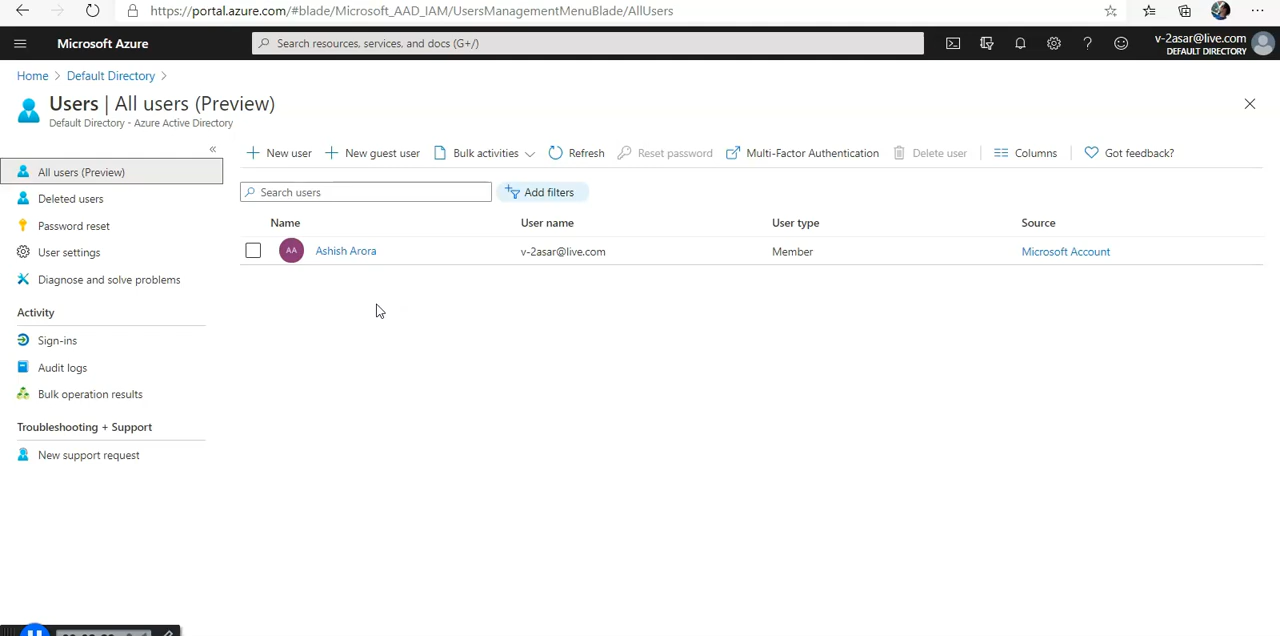 https://portal.azure.com/#blade/Microsoft_AAD_IAM/UsersManagementMenuBlade/AllUsers
Microsoft Azure
Search resources, services, and docs (G+/)
v-2asar@live.com
DEFAULT DIRECTORY
Home > Default Directory >
Users | All users (Preview)
Default Directory - Azure Active Directory
«
All users (Preview)
Deleted users
Password reset
User settings
Diagnose and solve problems
Activity
Sign-ins
Audit logs
Bulk operation results
Troubleshooting + Support
New support request
New user
New guest user
Bulk activities
Refresh
Reset password
Multi-Factor Authentication
Delete user
Columns
Got feedback?
Search users
Add filters
Name User name User type Source
AA Ashish Arora v-2asar@live.com Member Microsoft Account